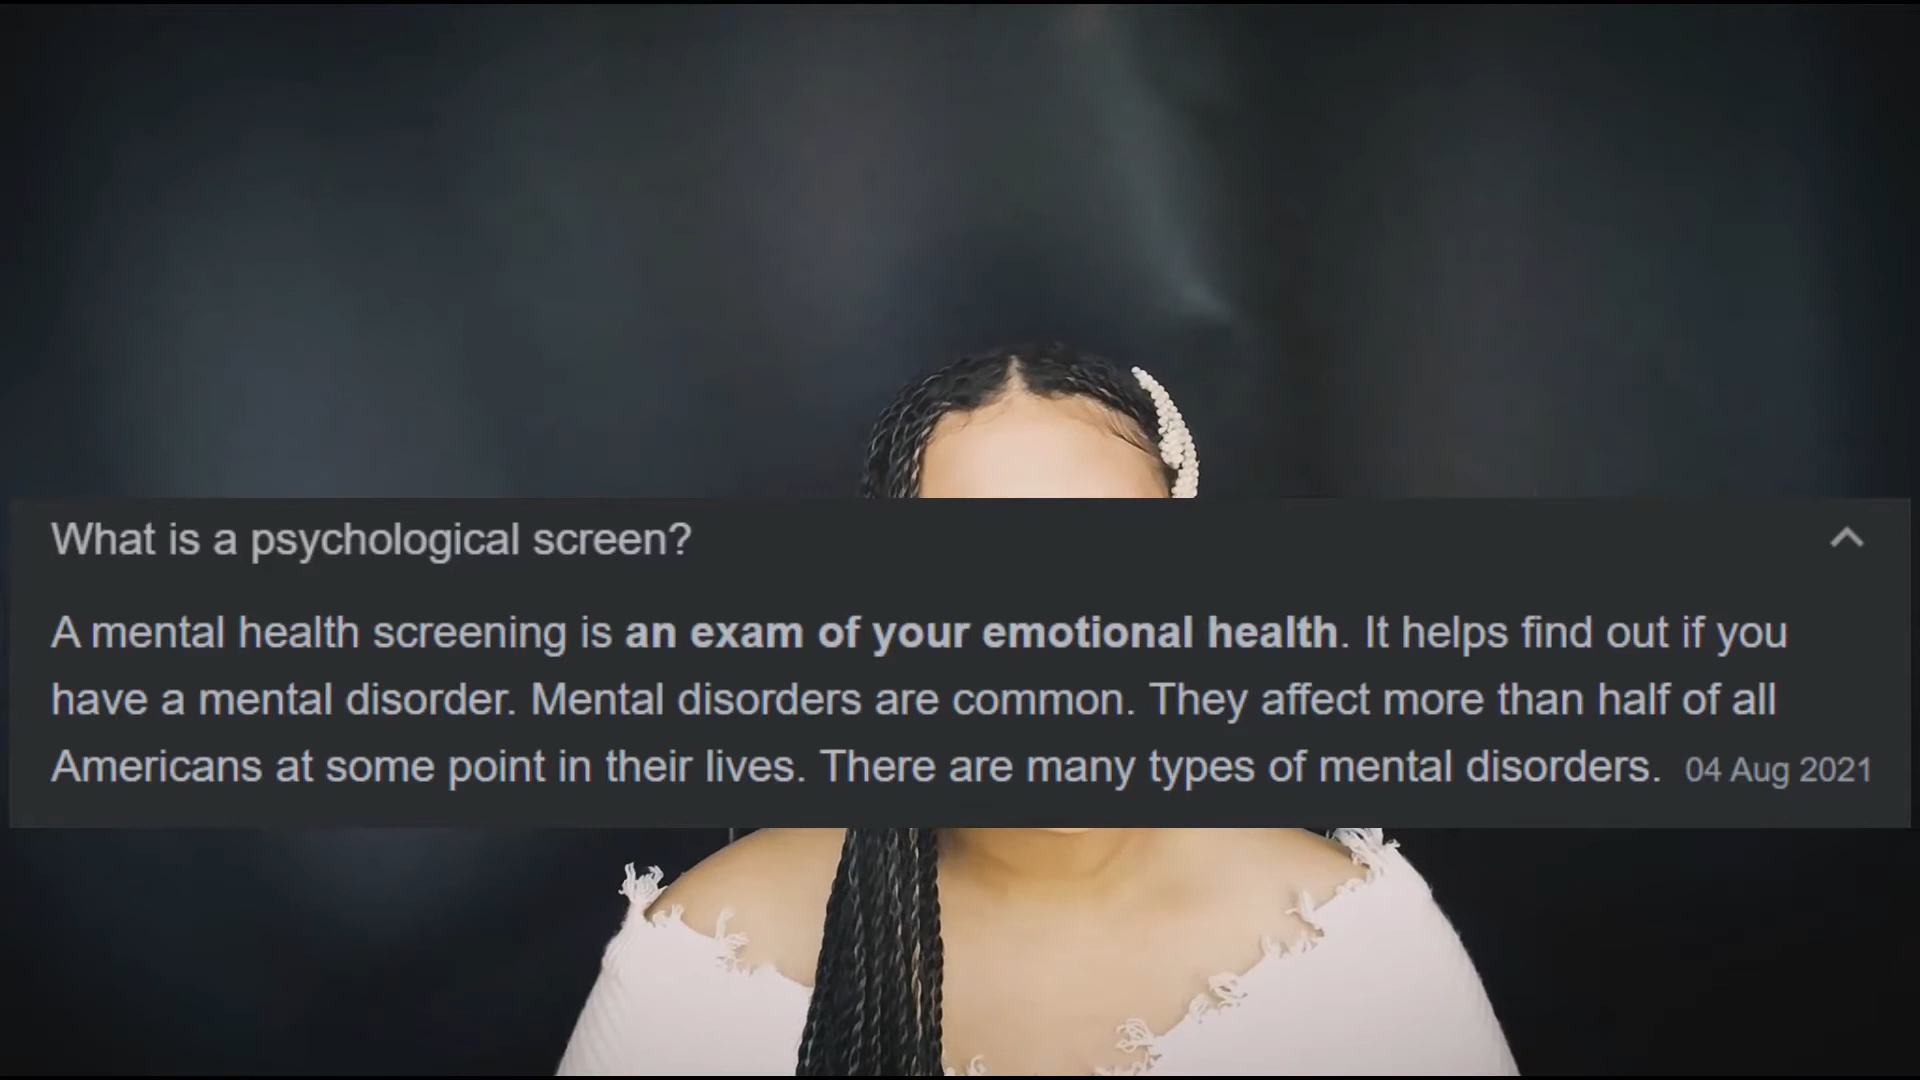 What is a psychological screen?
A mental health screening is an exam of your emotional health. It helps find out if you
have a mental disorder. Mental disorders are common. They affect more than half of all
Americans at some point in their lives. There are many types of mental disorders. 04 Aug 2021